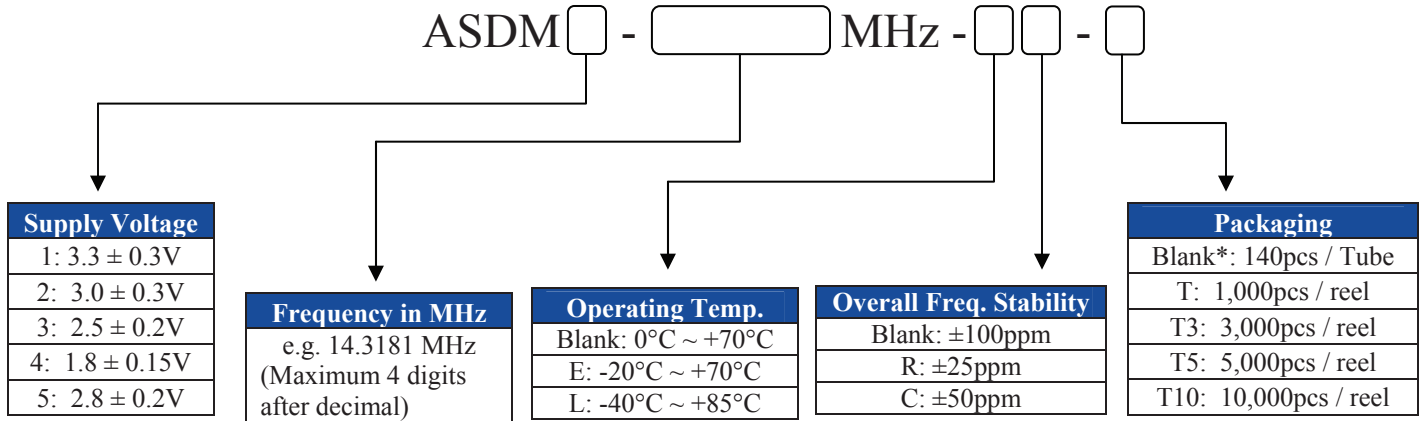 ASDM - MHz - -
Supply Voltage
1: 3.3 ± 0.3V
2: 3.0 ± 0.3V
3: 2.5 ± 0.2V
4: 1.8 ± 0.15V
5: 2.8 ± 0.2V
Frequency in MHz
e.g. 14.3181 MHz
(Maximum 4 digits
after decimal)
Operating Temp.
Blank: 0°C ~ +70°C
E: -20°C ~ +70°C
L: -40°C ~ +85°C
Overall Freq. Stability
Blank: ±100ppm
R: ±25ppm
C: ±50ppm
Packaging
Blank*: 140pcs / Tube
T: 1,000pcs / reel
T3: 3,000pcs / reel
T5: 5,000pcs / reel
T10: 10,000pcs / reel